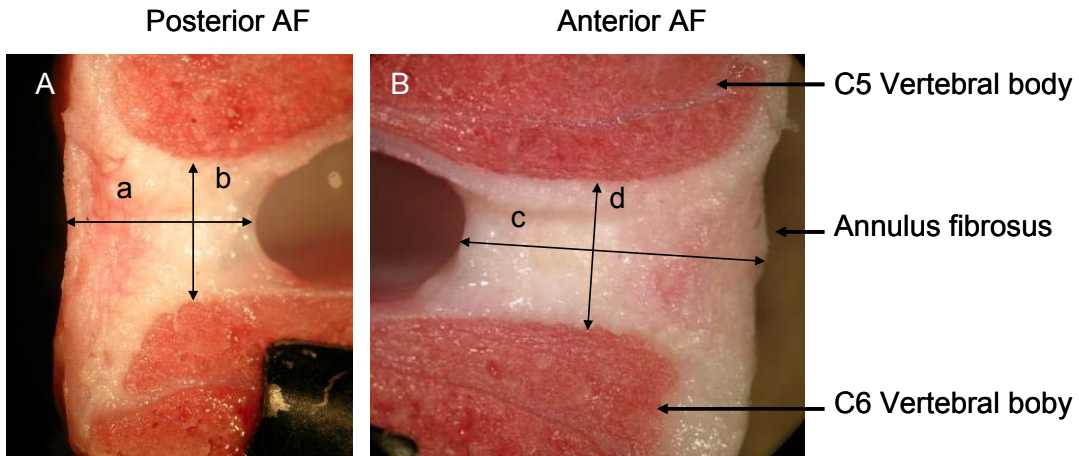 Posterior AF
Anterior AF
A
B
C5 Vertebral body
a
b
c
d
Annulus fibrosus
C6 Vertebral boby